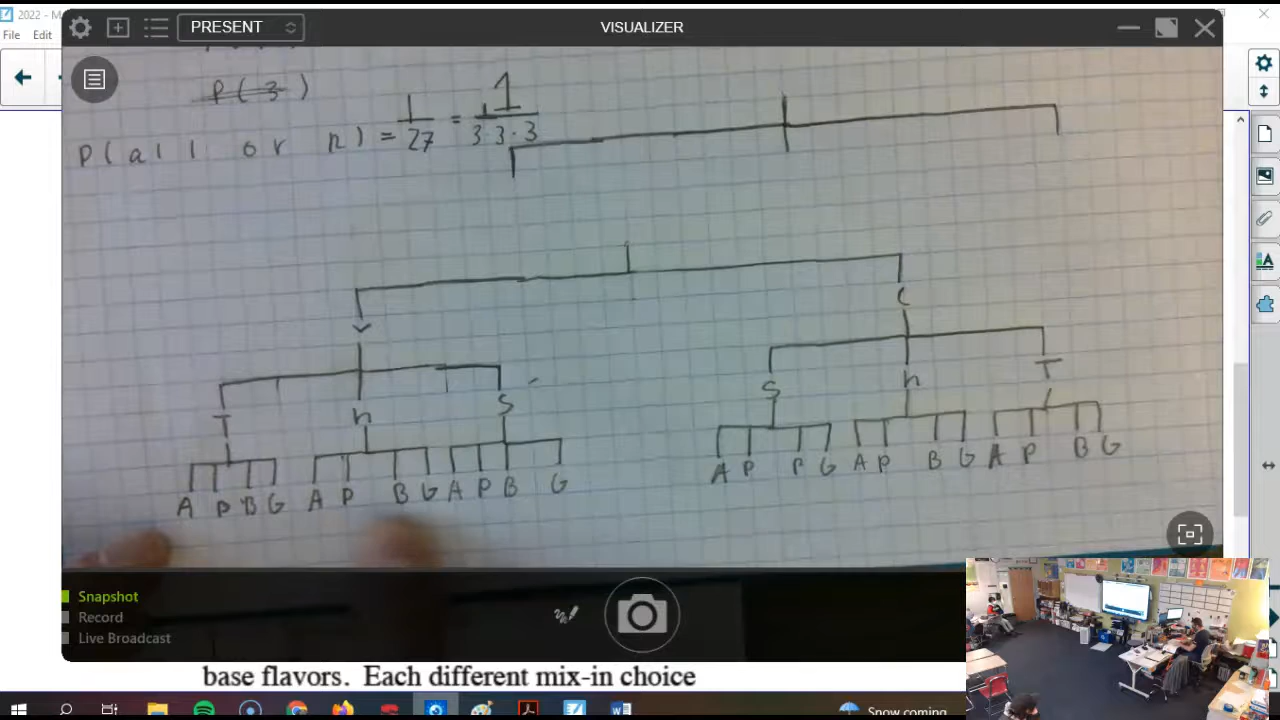 2022 - M
File Edit
PRESENT
VISUALIZER
P(3)
P(all or n) = 1/27 = 1/3·3·3
V C
T n S S n T
A P B G A P B G A P B G A P P G A P B G A P B G
Snapshot
Record
Live Broadcast
base flavors. Each different mix-in choice
Snow coming